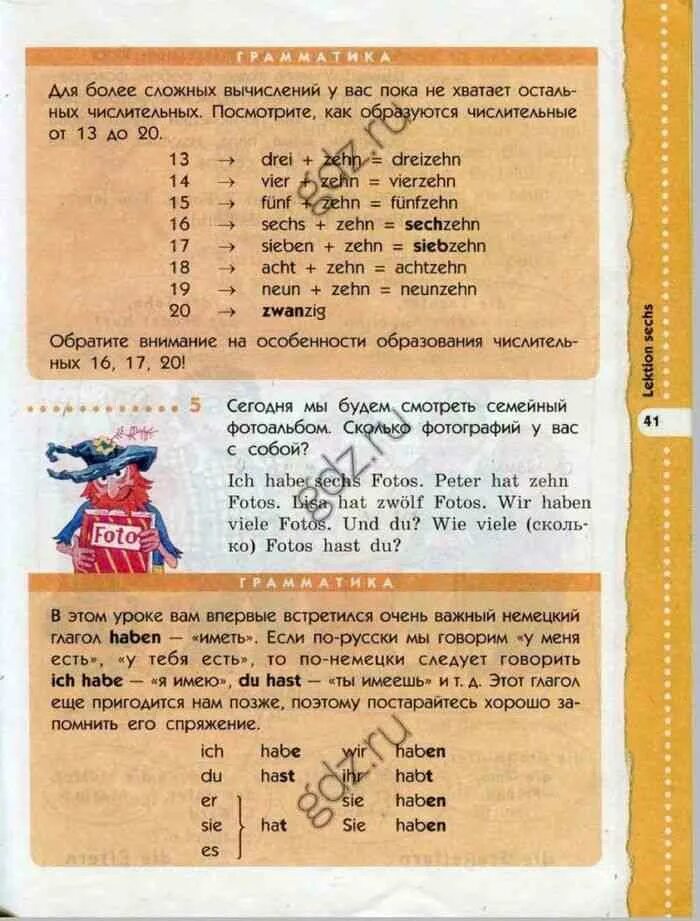 ГРАММАТИКА
Для более сложных вычислений у вас пока не хватает осталь-
ных числительных. Посмотрите, как образуются числительные
от 13 до 20.
13 → drei + zehn = dreizehn
14 → vier + zehn = vierzehn
15 → fünf + zehn = fünfzehn
16 → sechs + zehn = sechzehn
17 → sieben + zehn = siebzehn
18 → acht + zehn = achtzehn
19 → neun + zehn = neunzehn
20 → zwanzig
Обратите внимание на особенности образования числитель-
ных 16, 17, 20!
Lektion sechs
41
5 Сегодня мы будем смотреть семейный
фотоальбом. Сколько фотографий у вас
с собой?
Ich habe sechs Fotos. Peter hat zehn
Fotos. Lisa hat zwölf Fotos. Wir haben
viele Fotos. Und du? Wie viele (сколь-
ко) Fotos hast du?
Foto
ГРАММАТИКА
В этом уроке вам впервые встретился очень важный немецкий
глагол haben — «иметь». Если по-русски мы говорим «у меня
есть», «у тебя есть», то по-немецки следует говорить
ich habe — «я имею», du hast — «ты имеешь» и т. д. Этот глагол
еще пригодится нам позже, поэтому постарайтесь хорошо за-
помнить его спряжение.
ich habe wir haben
du hast ihr habt
er sie haben
sie hat Sie haben
es
gdz.ru
gdz.ru
gdz.ru